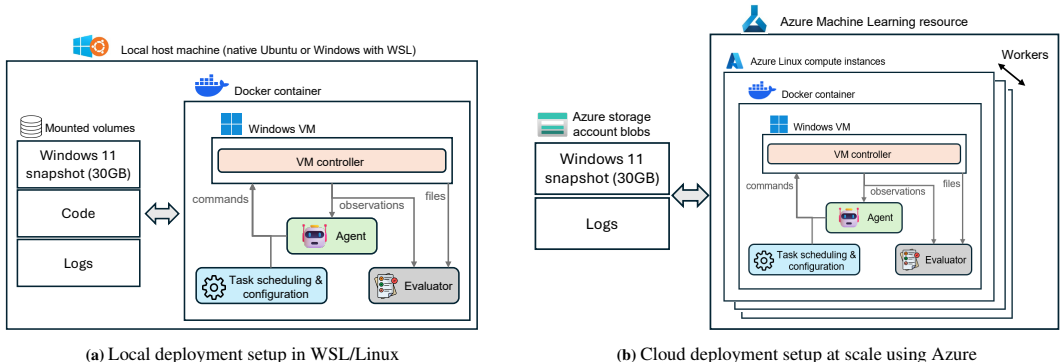 Local host machine (native Ubuntu or Windows with WSL)
Docker container
Mounted volumes
Windows 11
snapshot (30GB)
Code
Logs
Windows VM
VM controller
commands
observations
files
Agent
Task scheduling &
configuration
Evaluator
(a) Local deployment setup in WSL/Linux
Azure Machine Learning resource
Azure Linux compute instances
Workers
Docker container
Azure storage
account blobs
Windows 11
snapshot (30GB)
Logs
Windows VM
VM controller
commands
observations
files
Agent
Task scheduling &
configuration
Evaluator
(b) Cloud deployment setup at scale using Azure